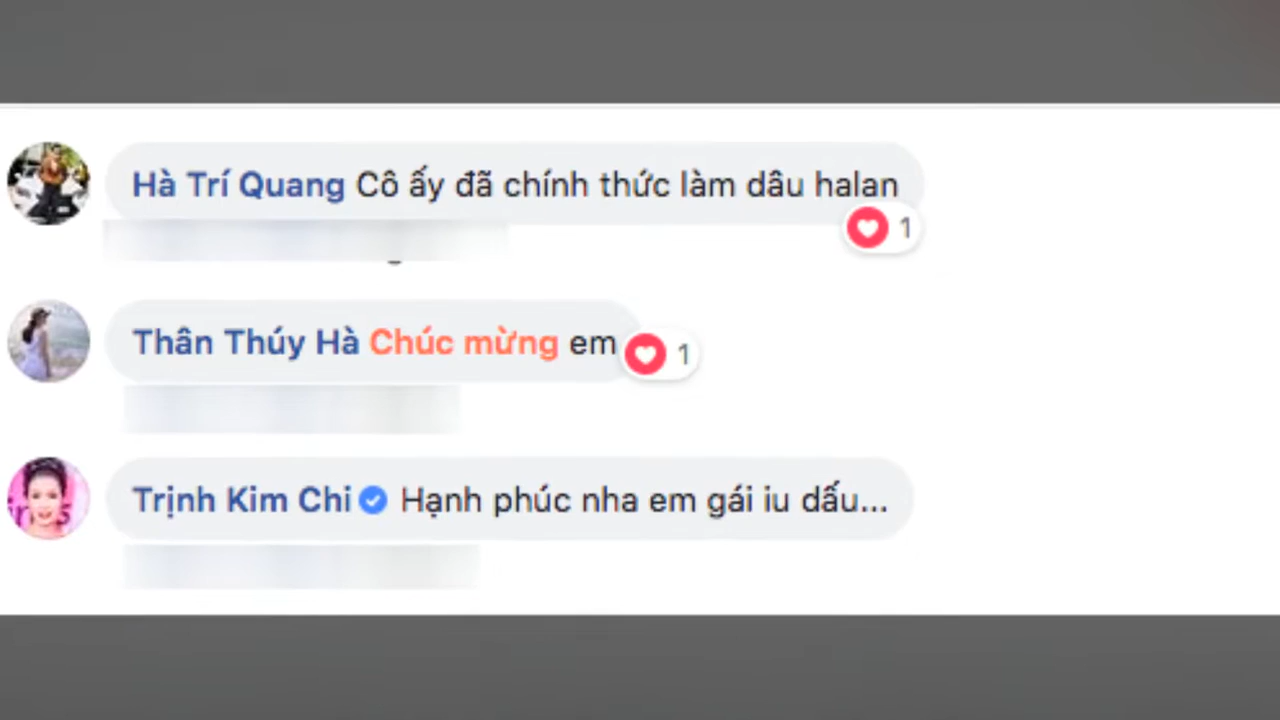 Hà Trí Quang Cô ấy đã chính thức làm dâu halan
1
Thân Thúy Hà Chúc mừng em
1
Trịnh Kim Chi Hạnh phúc nha em gái iu dấu...